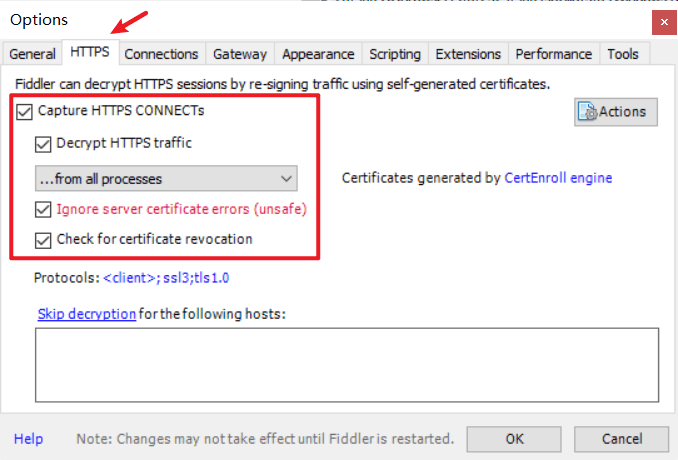 Options
General HTTPS Connections Gateway Appearance Scripting Extensions Performance Tools
Fiddler can decrypt HTTPS sessions by re-signing traffic using self-generated certificates.
Capture HTTPS CONNECTs
Actions
Decrypt HTTPS traffic
...from all processes
Certificates generated by CertEnroll engine
Ignore server certificate errors (unsafe)
Check for certificate revocation
Protocols: <client>; ssl3;tls1.0
Skip decryption for the following hosts:
Help Note: Changes may not take effect until Fiddler is restarted. OK Cancel